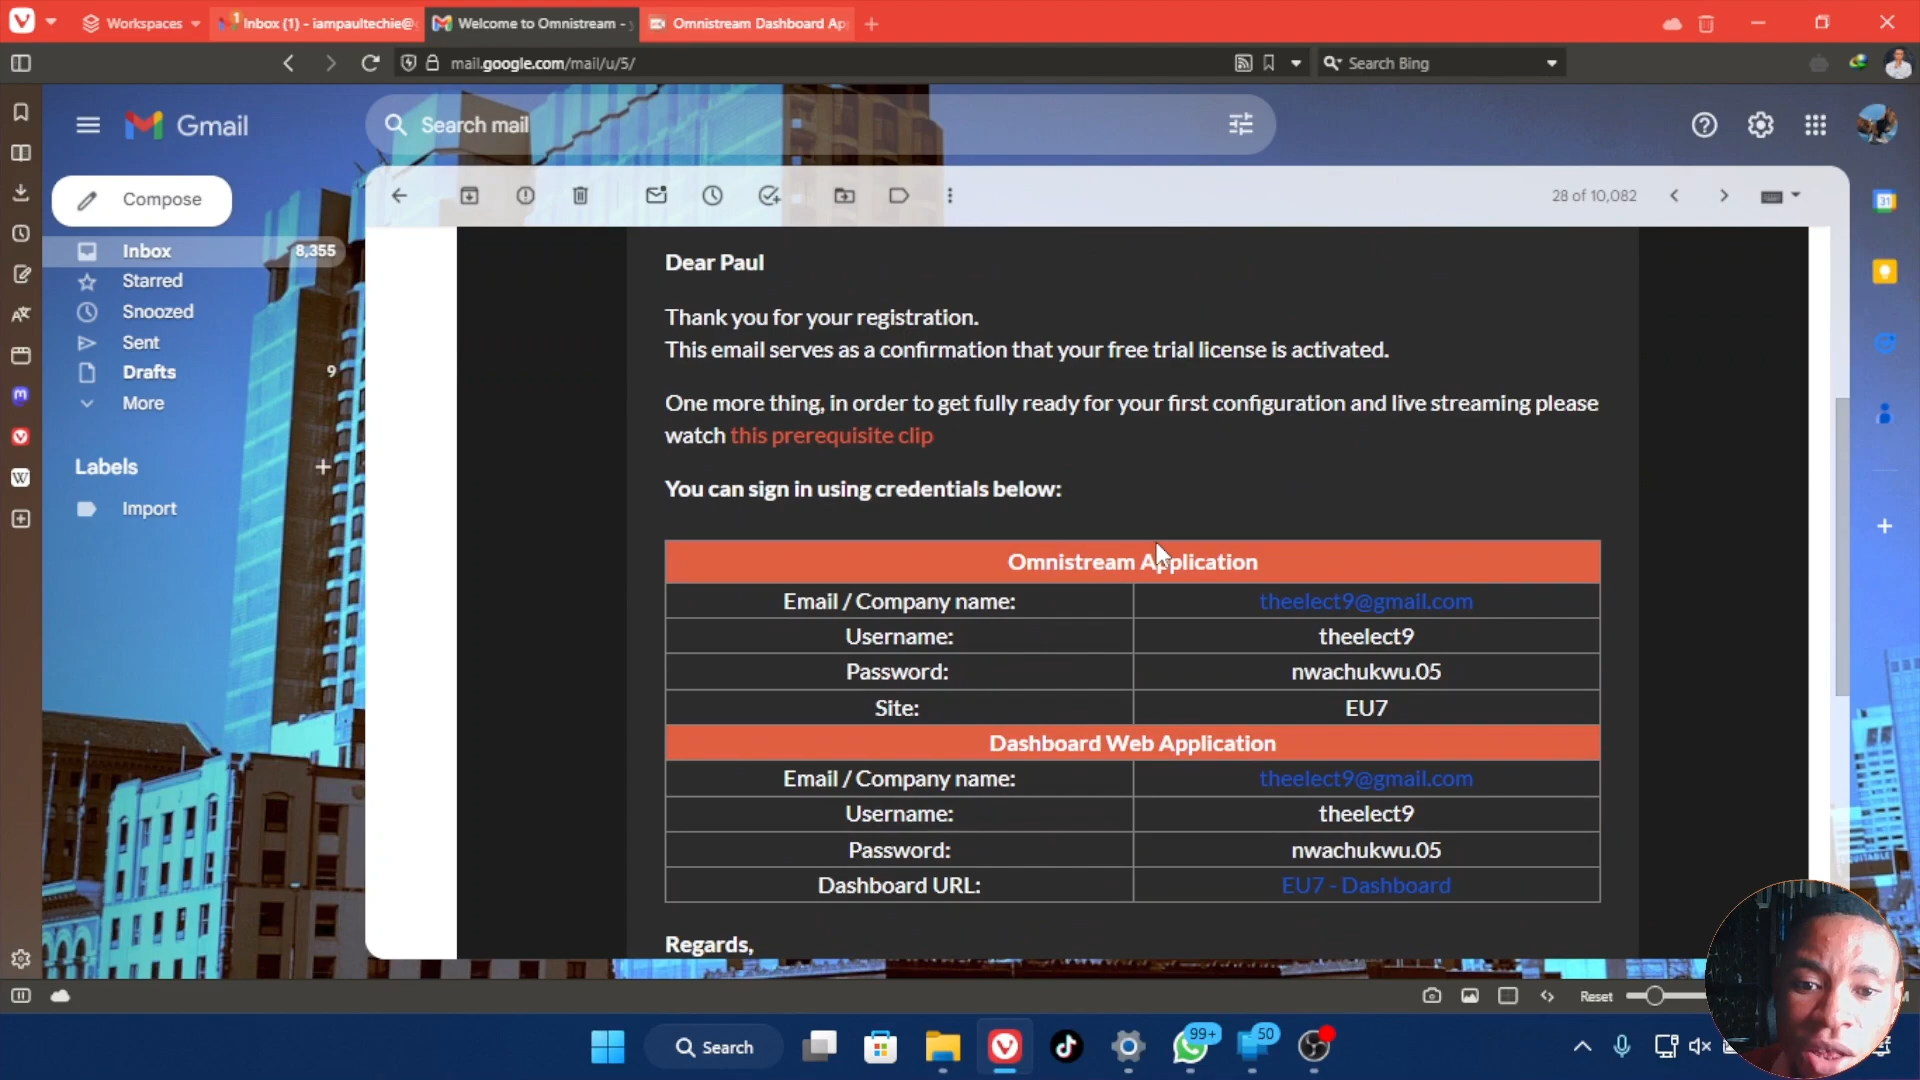 Workspaces
Inbox (1) - iampaultechie@
Welcome to Omnistream -
Omnistream Dashboard Ap
mail.google.com/mail/u/5/
Search Bing
Gmail
Search mail
Compose
28 of 10,082
Inbox 8,355
Starred
Snoozed
Sent
Drafts 9
More
Labels
Import
Dear Paul
Thank you for your registration.
This email serves as a confirmation that your free trial license is activated.
One more thing, in order to get fully ready for your first configuration and live streaming please
watch this prerequisite clip
You can sign in using credentials below:
Omnistream Application
Email / Company name: theelect9@gmail.com
Username: theelect9
Password: nwachukwu.05
Site: EU7
Dashboard Web Application
Email / Company name: theelect9@gmail.com
Username: theelect9
Password: nwachukwu.05
Dashboard URL: EU7 - Dashboard
Regards,
Reset
Search
99+
50